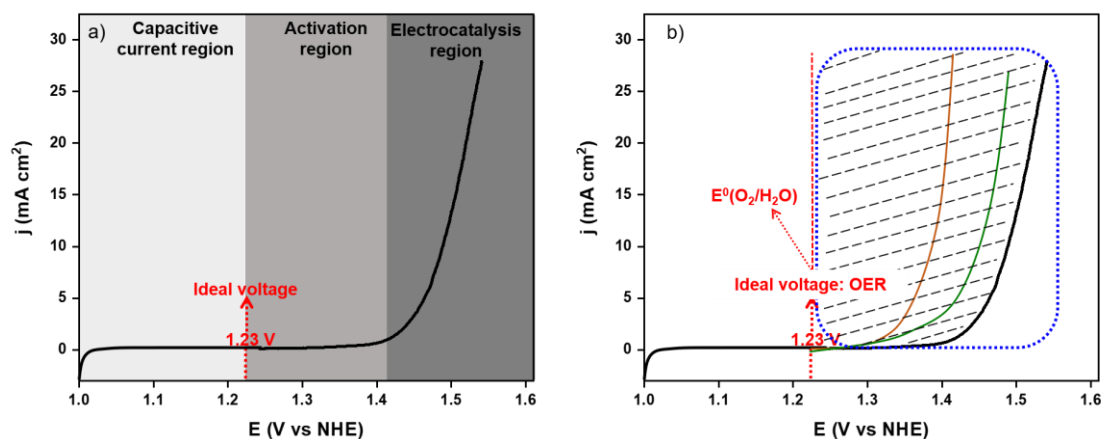 a)
Capacitive
current region
Activation
region
Electrocatalysis
region
30
25
20
15
10
5
0
j (mA cm²)
Ideal voltage
1.23 V
1.0
1.1
1.2
1.3
1.4
1.5
1.6
E (V vs NHE)
b)
30
25
20
15
10
5
0
j (mA cm²)
E⁰(O₂/H₂O)
Ideal voltage: OER
1.23 V
1.0
1.1
1.2
1.3
1.4
1.5
1.6
E (V vs NHE)